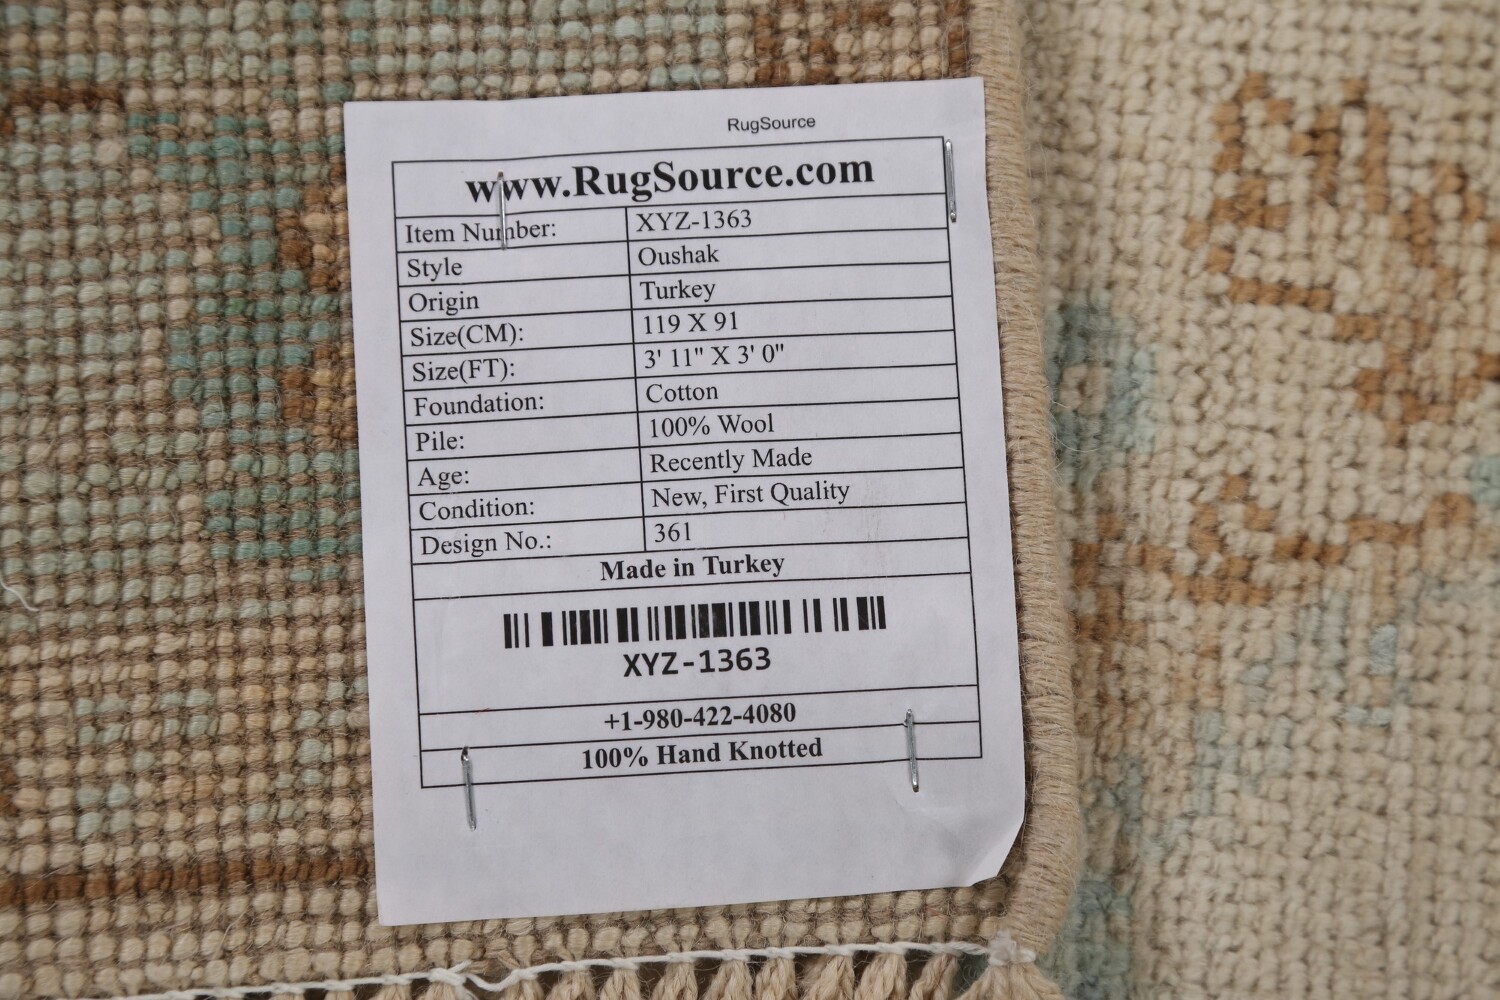 RugSource
www.RugSource.com
Item Number: XYZ-1363
Style Oushak
Origin Turkey
Size(CM): 119 X 91
Size(FT): 3' 11" X 3' 0"
Foundation: Cotton
Pile: 100% Wool
Age: Recently Made
Condition: New, First Quality
Design No.: 361
Made in Turkey
XYZ-1363
+1-980-422-4080
100% Hand Knotted